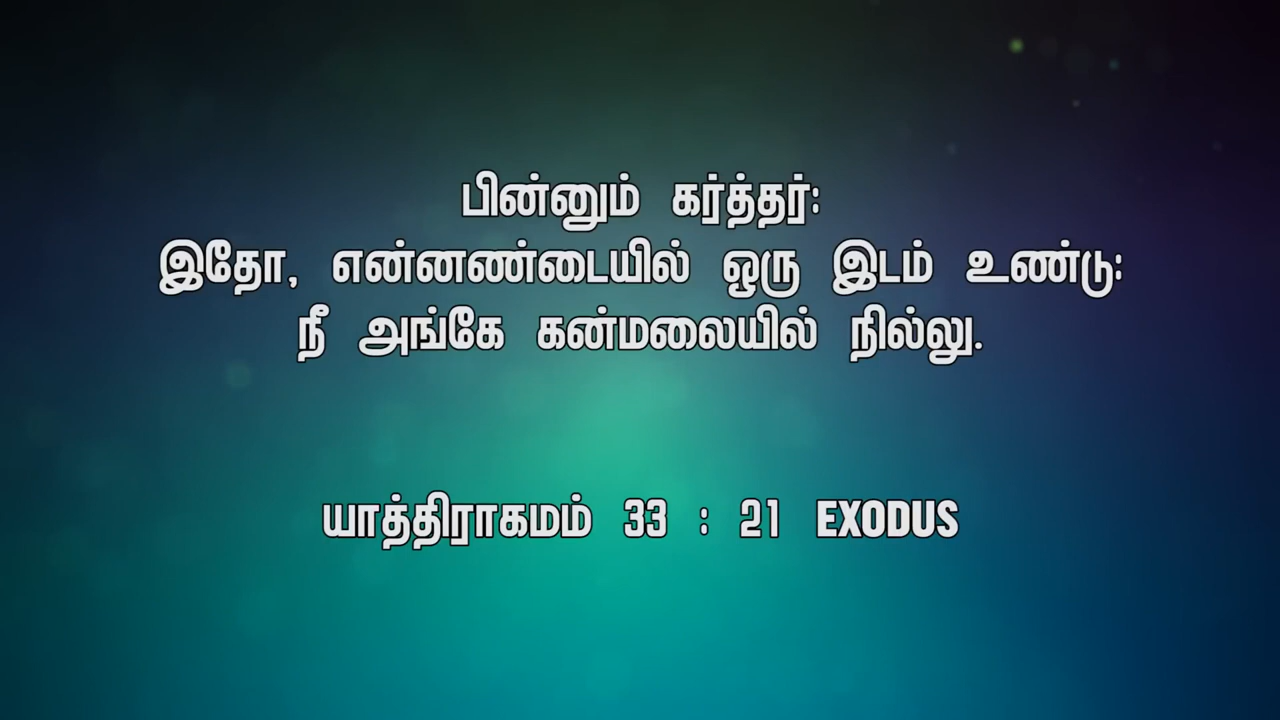 பின்னும் கர்த்தர்:
இதோ, என்னண்டையில் ஒரு இடம் உண்டு:
நீ அங்கே கன்மலையில் நில்லு.
யாத்திராகமம் 33 : 21 EXODUS